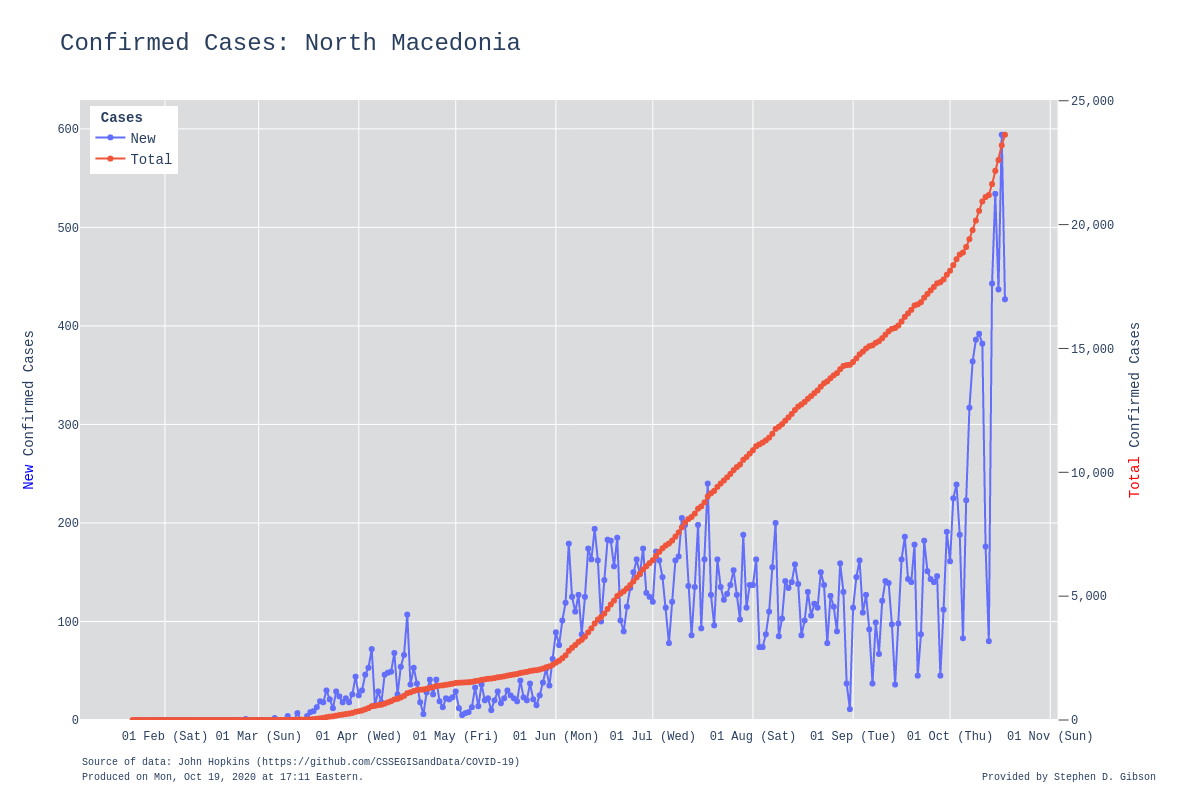 Confirmed Cases: North Macedonia
Cases
New
Total
600
500
400
300
200
100
0
25,000
20,000
15,000
10,000
5,000
0
New Confirmed Cases
Total Confirmed Cases
01 Feb (Sat) 01 Mar (Sun) 01 Apr (Wed) 01 May (Fri) 01 Jun (Mon) 01 Jul (Wed) 01 Aug (Sat) 01 Sep (Tue) 01 Oct (Thu) 01 Nov (Sun)
Source of data: John Hopkins (https://github.com/CSSEGISandData/COVID-19)
Produced on Mon, Oct 19, 2020 at 17:11 Eastern.
Provided by Stephen D. Gibson